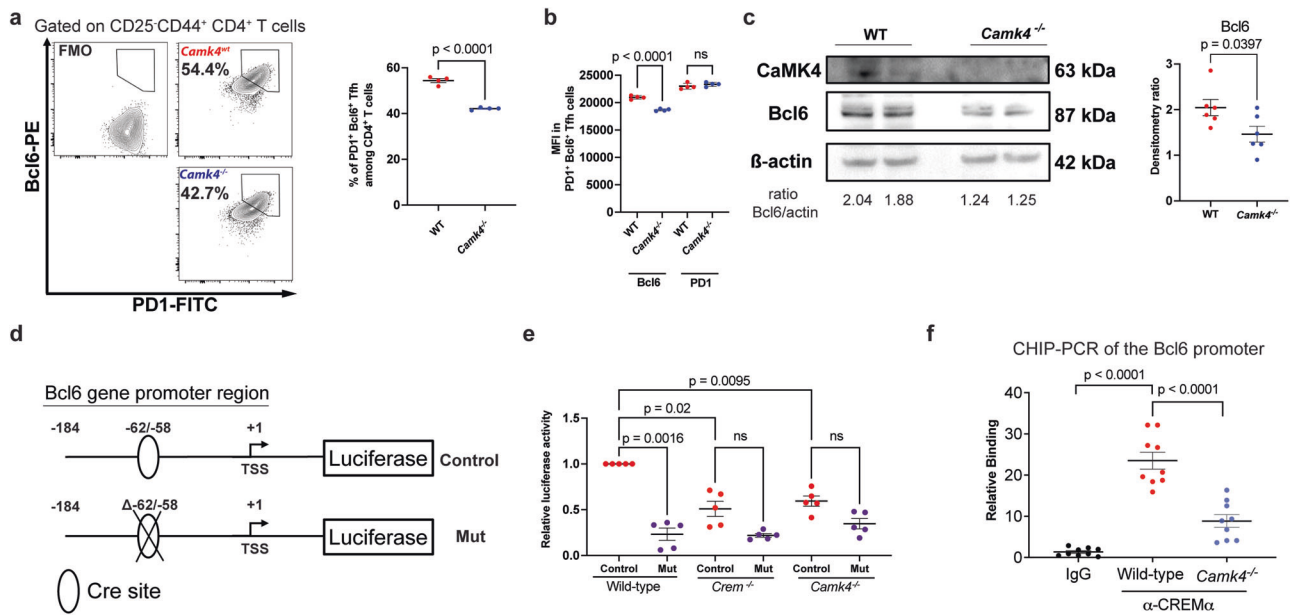 a
Gated on CD25⁻CD44⁺ CD4⁺ T cells
FMO
Camk4ʷᵗ
54.4%
Camk4⁻/⁻
42.7%
Bcl6-PE
PD1-FITC
p < 0.0001
% of PD1⁺ Bcl6⁺ Tfh
among CD4⁺ T cells
60
40
20
0
WT
Camk4⁻/⁻
b
p < 0.0001
ns
MFI in
PD1⁺ Bcl6⁺ Tfh cells
25000
20000
15000
10000
5000
0
WT
Camk4⁻/⁻
WT
Camk4⁻/⁻
Bcl6
PD1
c
WT
Camk4⁻/⁻
CaMK4
63 kDa
Bcl6
87 kDa
ß-actin
42 kDa
ratio
Bcl6/actin
2.04 1.88 1.24 1.25
Bcl6
p = 0.0397
Densitometry ratio
3
2
1
0
WT
Camk4⁻/⁻
d
Bcl6 gene promoter region
-184
-62/-58
+1
TSS
Luciferase
Control
-184
Δ-62/-58
+1
TSS
Luciferase
Mut
Cre site
e
p = 0.0095
p = 0.02
p = 0.0016
ns
ns
Relative luciferase activity
1.5
1.0
0.5
0.0
Control Mut Control Mut Control Mut
Wild-type Crem⁻/⁻ Camk4⁻/⁻
f
CHIP-PCR of the Bcl6 promoter
p < 0.0001
p < 0.0001
Relative Binding
40
30
20
10
0
IgG Wild-type Camk4⁻/⁻
α-CREMα